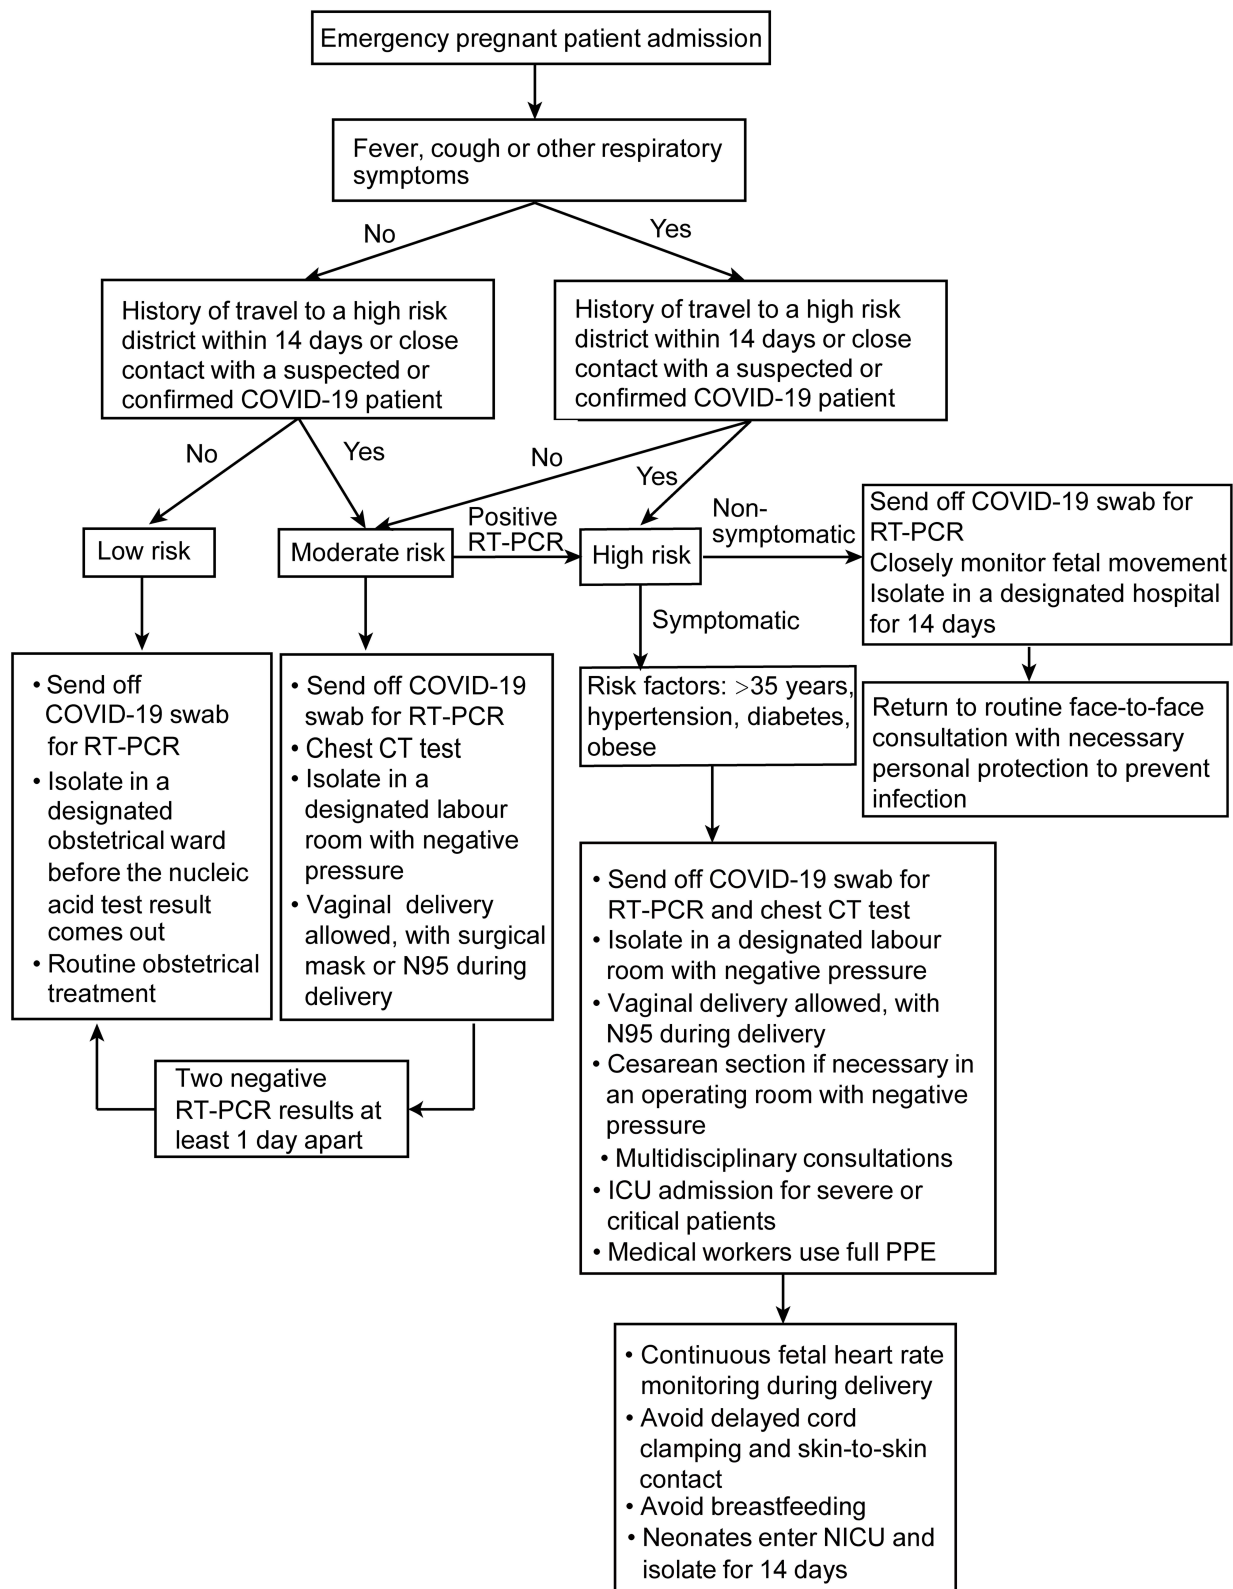 Emergency pregnant patient admission
Fever, cough or other respiratory
symptoms
No
Yes
History of travel to a high risk
district within 14 days or close
contact with a suspected or
confirmed COVID-19 patient
History of travel to a high risk
district within 14 days or close
contact with a suspected or
confirmed COVID-19 patient
No
Yes
No
Yes
Low risk
Moderate risk
Positive
RT-PCR
High risk
Non-
symptomatic
Symptomatic
Send off COVID-19 swab for
RT-PCR
Closely monitor fetal movement
Isolate in a designated hospital
for 14 days
Return to routine face-to-face
consultation with necessary
personal protection to prevent
infection
• Send off
COVID-19 swab
for RT-PCR
• Isolate in a
designated
obstetrical ward
before the nucleic
acid test result
comes out
• Routine obstetrical
treatment
• Send off COVID-19
swab for RT-PCR
• Chest CT test
• Isolate in a
designated labour
room with negative
pressure
• Vaginal delivery
allowed, with surgical
mask or N95 during
delivery
Two negative
RT-PCR results at
least 1 day apart
Risk factors: >35 years,
hypertension, diabetes,
obese
• Send off COVID-19 swab for
RT-PCR and chest CT test
• Isolate in a designated labour
room with negative pressure
• Vaginal delivery allowed, with
N95 during delivery
• Cesarean section if necessary in
an operating room with negative
pressure
• Multidisciplinary consultations
• ICU admission for severe or
critical patients
• Medical workers use full PPE
• Continuous fetal heart rate
monitoring during delivery
• Avoid delayed cord
clamping and skin-to-skin
contact
• Avoid breastfeeding
• Neonates enter NICU and
isolate for 14 days